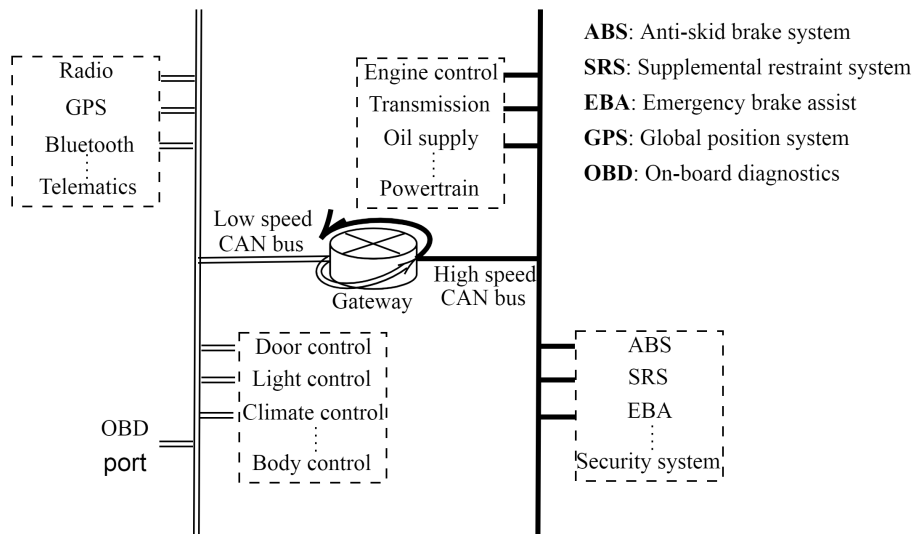 Radio
GPS
Bluetooth
Telematics
Engine control
Transmission
Oil supply
Powertrain
ABS: Anti-skid brake system
SRS: Supplemental restraint system
EBA: Emergency brake assist
GPS: Global position system
OBD: On-board diagnostics
Low speed
CAN bus
Gateway
High speed
CAN bus
Door control
Light control
Climate control
Body control
OBD
port
ABS
SRS
EBA
Security system